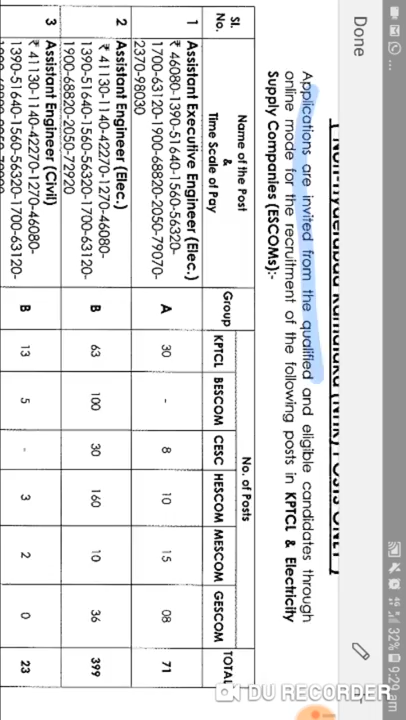 9:29 am
32%
4G
Done
( Non-Hyderabad Karnataka (NHK) Posts ONLY )
Applications are invited from the qualified and eligible candidates through
online mode for the recruitment of the following posts in KPTCL & Electricity
Supply Companies (ESCOMs):-
Sl. No. Name of the Post & Time Scale of Pay Group No. of Posts TOTAL
KPTCL BESCOM CESC HESCOM MESCOM GESCOM
1 Assistant Executive Engineer (Elec.) A 30 - 8 10 15 08 71
₹ 46080-1390-51640-1560-56320-
1700-63120-1900-68820-2050-79070-
2370-98030
2 Assistant Engineer (Elec.) B 63 100 30 160 10 36 399
₹ 41130-1140-42270-1270-46080-
1390-51640-1560-56320-1700-63120-
1900-68820-2050-72920
3 Assistant Engineer (Civil) B 13 5 - 3 2 0 23
₹ 41130-1140-42270-1270-46080-
1390-51640-1560-56320-1700-63120-
DU RECORDER